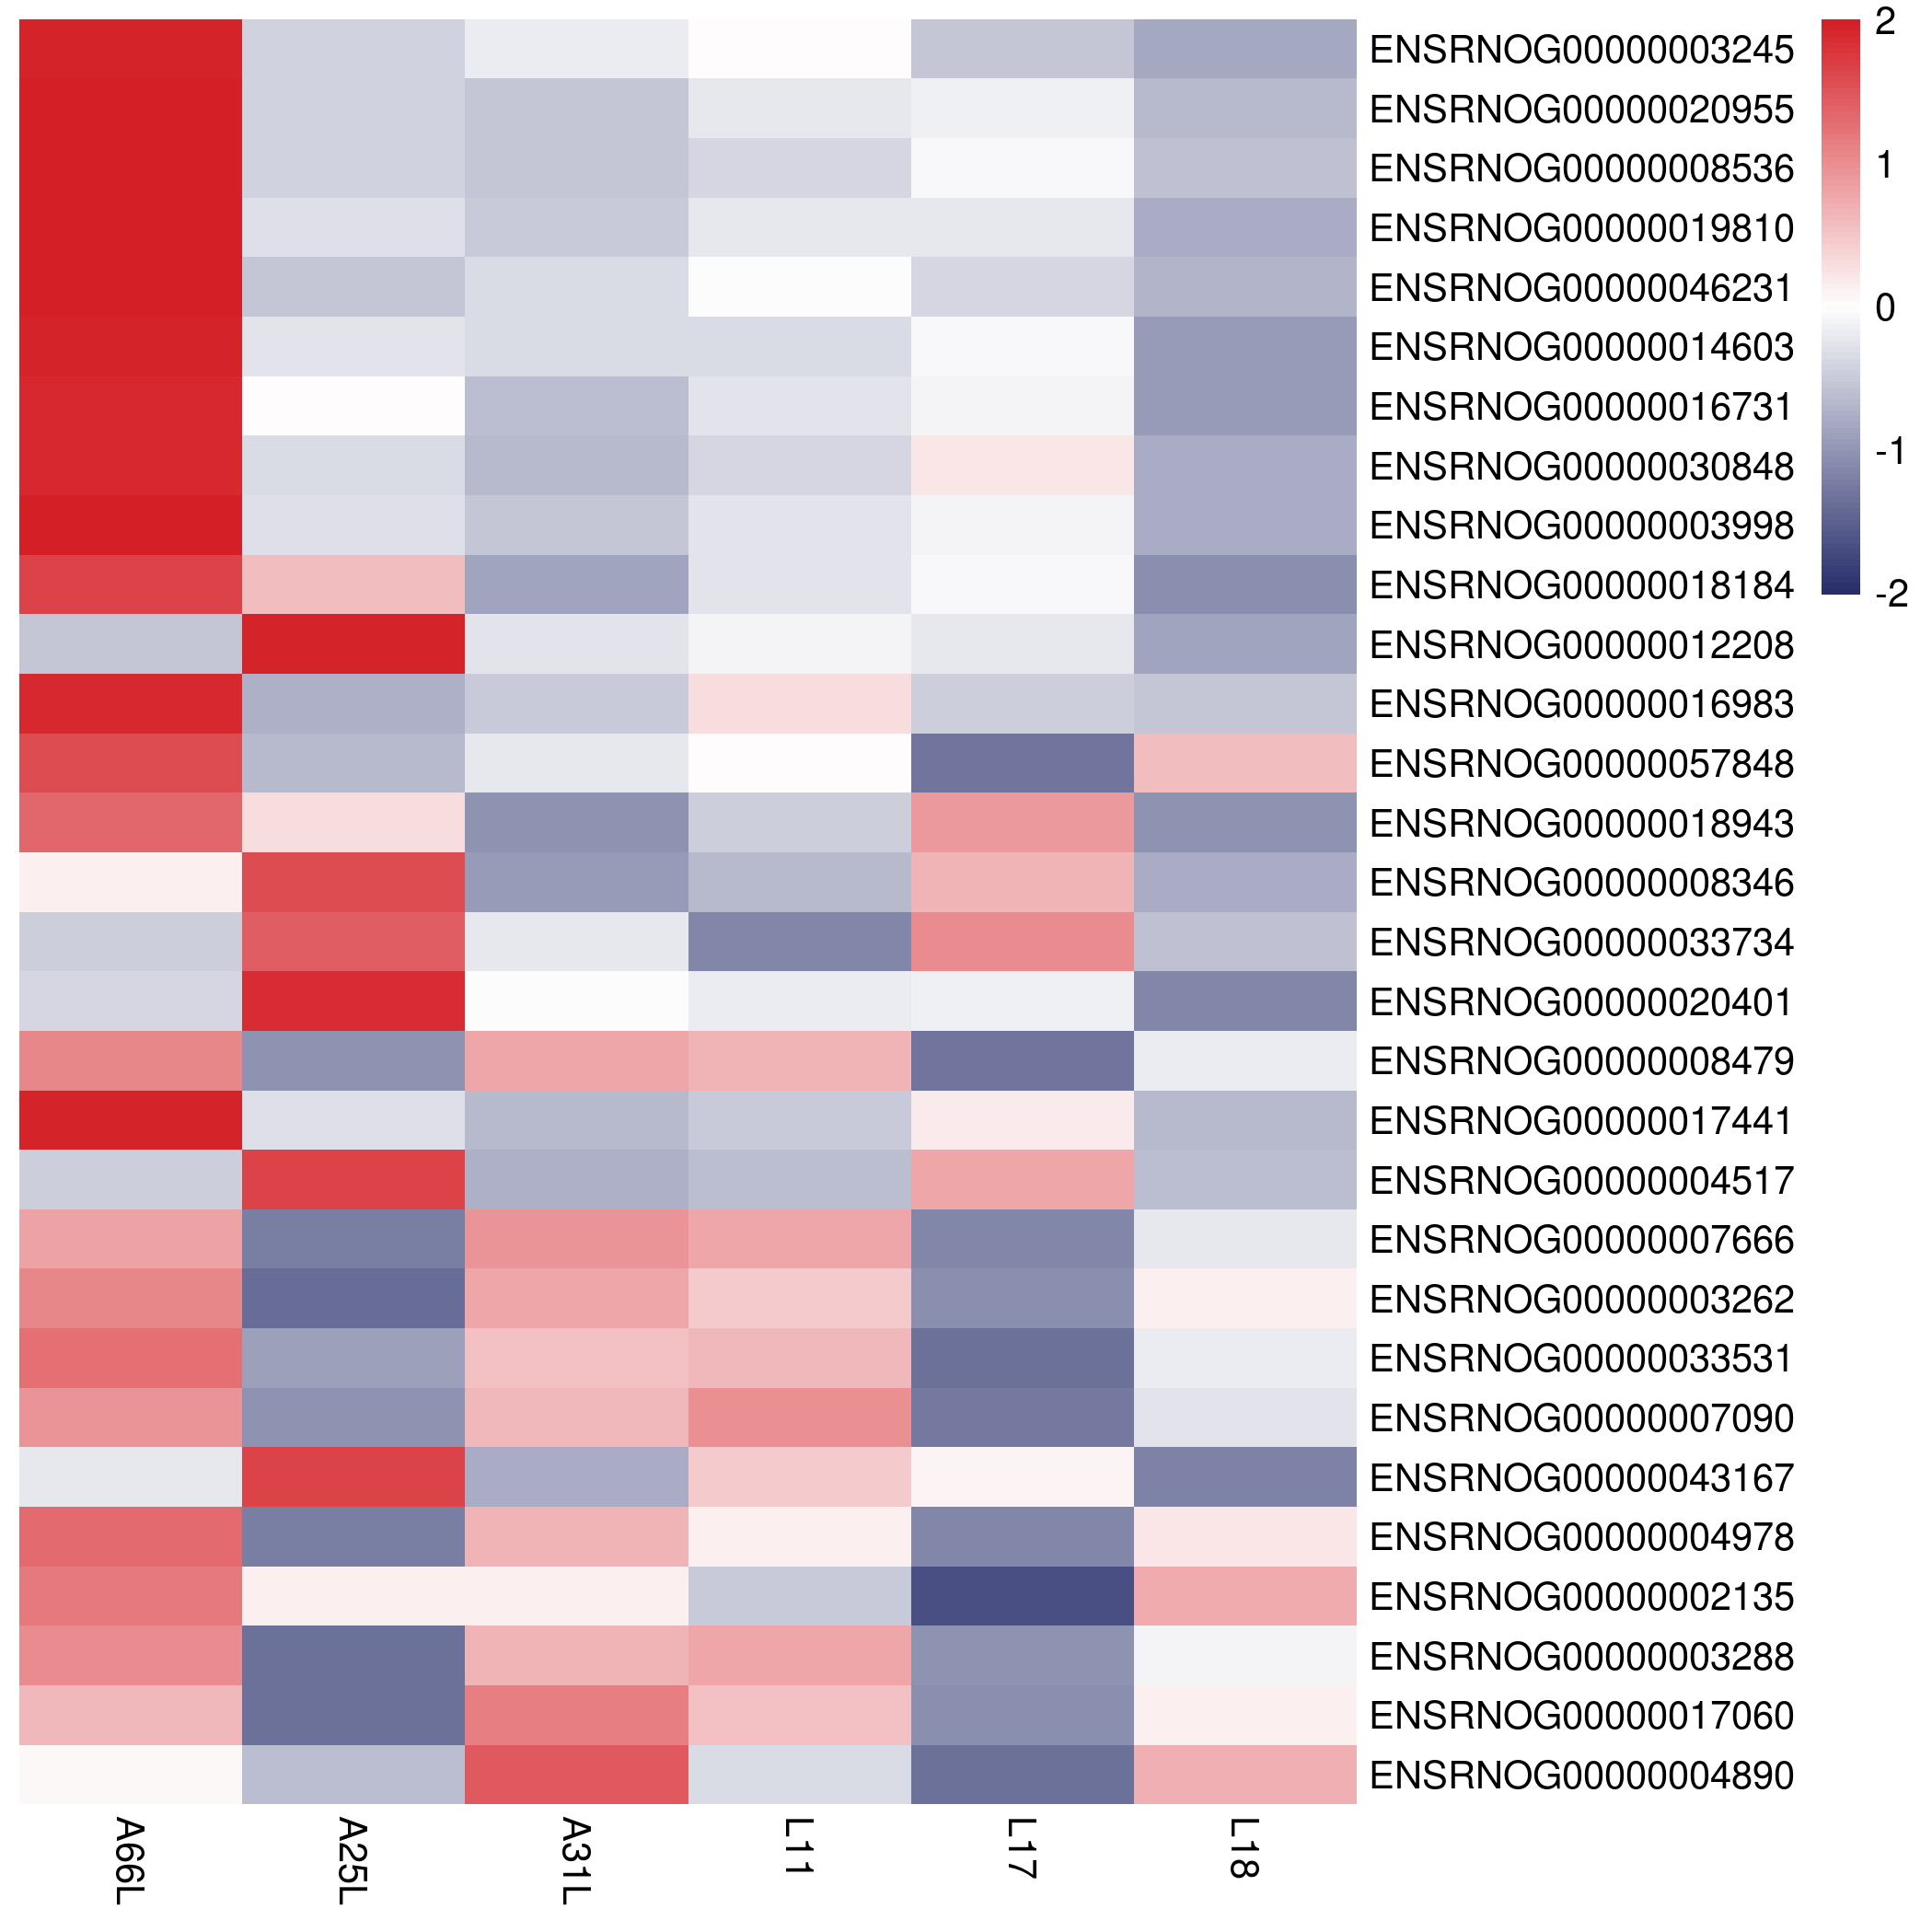 ENSRNOG00000003245
ENSRNOG00000020955
ENSRNOG00000008536
ENSRNOG00000019810
ENSRNOG00000046231
ENSRNOG00000014603
ENSRNOG00000016731
ENSRNOG00000030848
ENSRNOG00000003998
ENSRNOG00000018184
ENSRNOG00000012208
ENSRNOG00000016983
ENSRNOG00000057848
ENSRNOG00000018943
ENSRNOG00000008346
ENSRNOG00000033734
ENSRNOG00000020401
ENSRNOG00000008479
ENSRNOG00000017441
ENSRNOG00000004517
ENSRNOG00000007666
ENSRNOG00000003262
ENSRNOG00000033531
ENSRNOG00000007090
ENSRNOG00000043167
ENSRNOG00000004978
ENSRNOG00000002135
ENSRNOG00000003288
ENSRNOG00000017060
ENSRNOG00000004890
2
1
0
-1
-2
A66L
A25L
A31L
L11
L17
L18